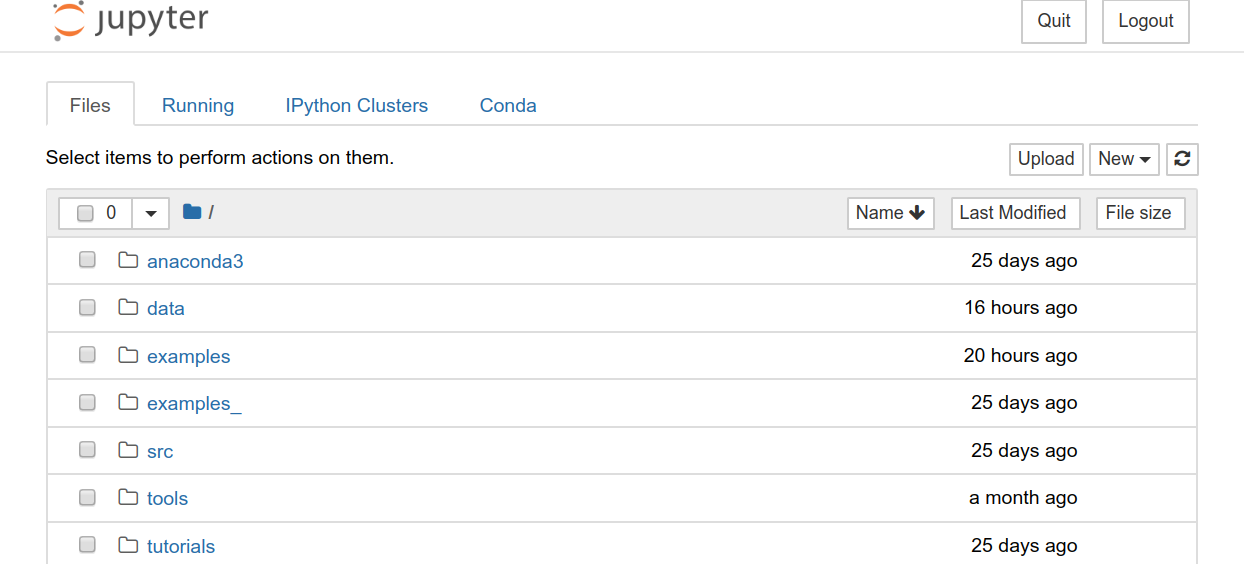 jupyter Quit Logout
Files Running IPython Clusters Conda
Select items to perform actions on them. Upload New
0 / Name Last Modified File size
anaconda3 25 days ago
data 16 hours ago
examples 20 hours ago
examples_ 25 days ago
src 25 days ago
tools a month ago
tutorials 25 days ago